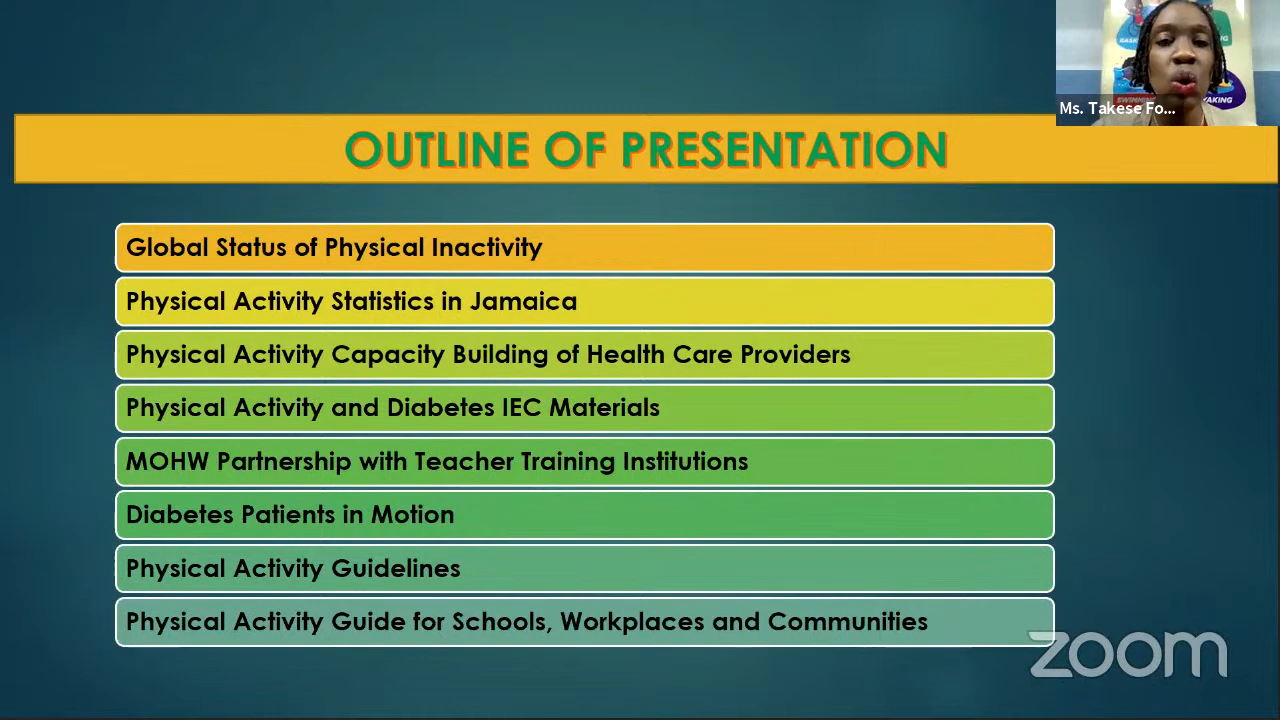 Ms. Takese Fo...
OUTLINE OF PRESENTATION
Global Status of Physical Inactivity
Physical Activity Statistics in Jamaica
Physical Activity Capacity Building of Health Care Providers
Physical Activity and Diabetes IEC Materials
MOHW Partnership with Teacher Training Institutions
Diabetes Patients in Motion
Physical Activity Guidelines
Physical Activity Guide for Schools, Workplaces and Communities
zoom